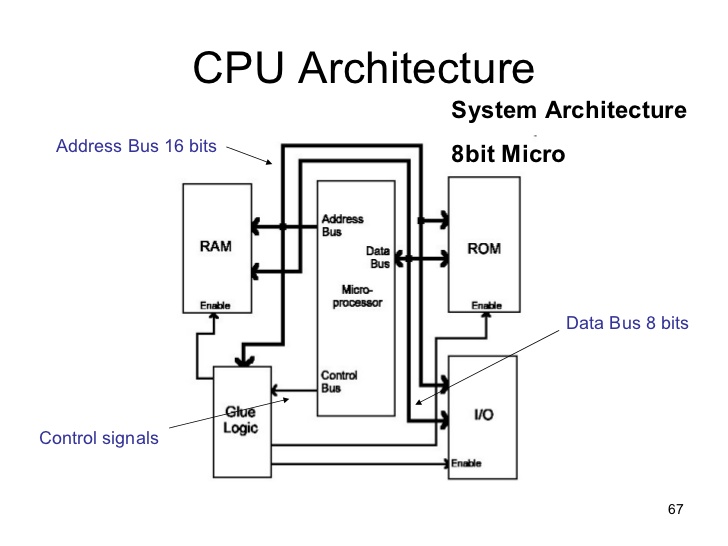 CPU Architecture
System Architecture
8bit Micro
Address Bus 16 bits
RAM
Enable
Address
Bus
Data
Bus
Micro-
processor
Control
Bus
ROM
Enable
Data Bus 8 bits
Glue
Logic
I/O
Enable
Control signals
67